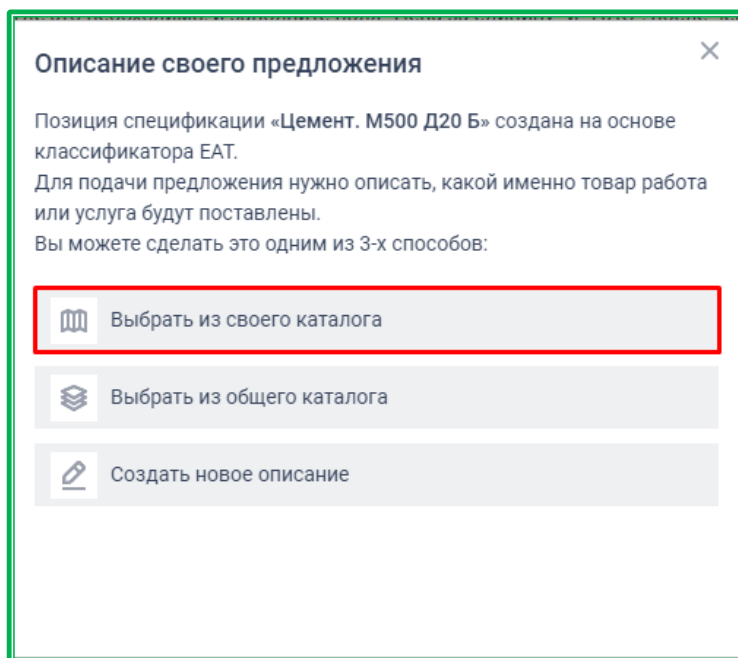 Описание своего предложения
Позиция спецификации «Цемент. М500 Д20 Б» создана на основе
классификатора ЕАТ.
Для подачи предложения нужно описать, какой именно товар работа
или услуга будут поставлены.
Вы можете сделать это одним из 3-х способов:
Выбрать из своего каталога
Выбрать из общего каталога
Создать новое описание